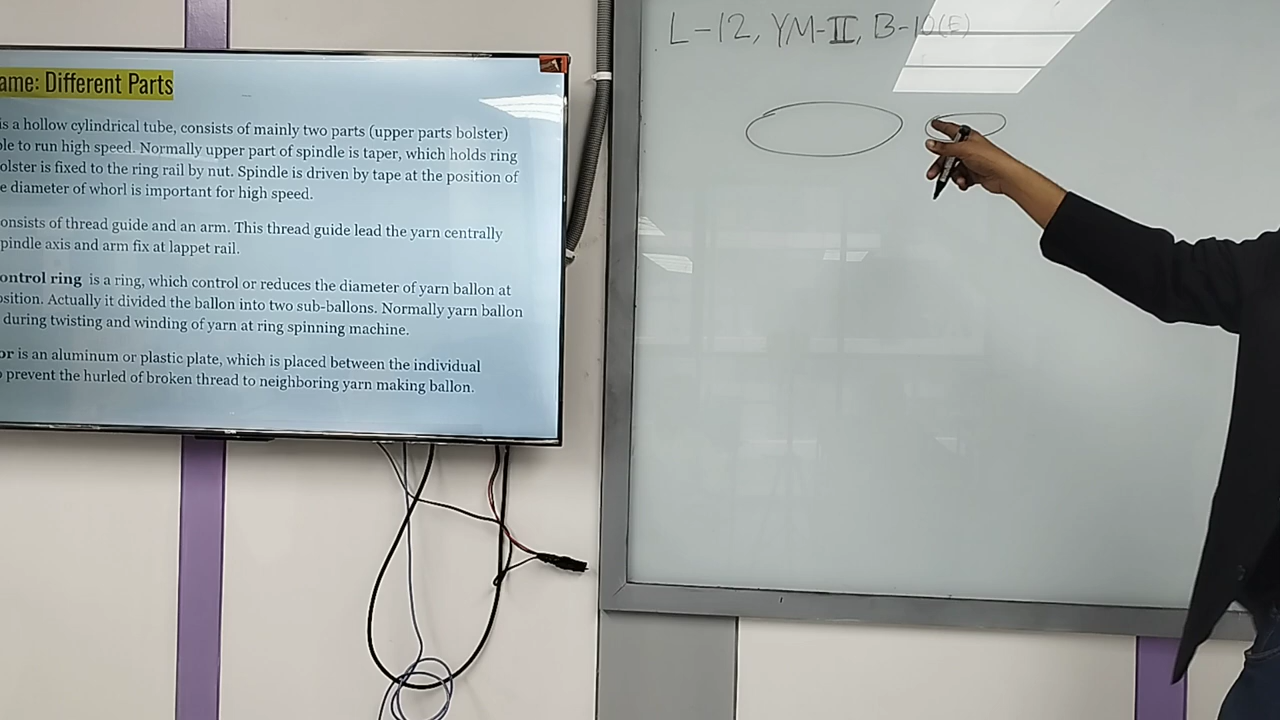 ame: Different Parts
is a hollow cylindrical tube, consists of mainly two parts (upper parts bolster)
ble to run high speed. Normally upper part of spindle is taper, which holds ring
olster is fixed to the ring rail by nut. Spindle is driven by tape at the position of
e diameter of whorl is important for high speed.
onsists of thread guide and an arm. This thread guide lead the yarn centrally
pindle axis and arm fix at lappet rail.
ontrol ring is a ring, which control or reduces the diameter of yarn ballon at
osition. Actually it divided the ballon into two sub-ballons. Normally yarn ballon
during twisting and winding of yarn at ring spinning machine.
or is an aluminum or plastic plate, which is placed between the individual
o prevent the hurled of broken thread to neighboring yarn making ballon.
L-12, YM-II, B-10(E)